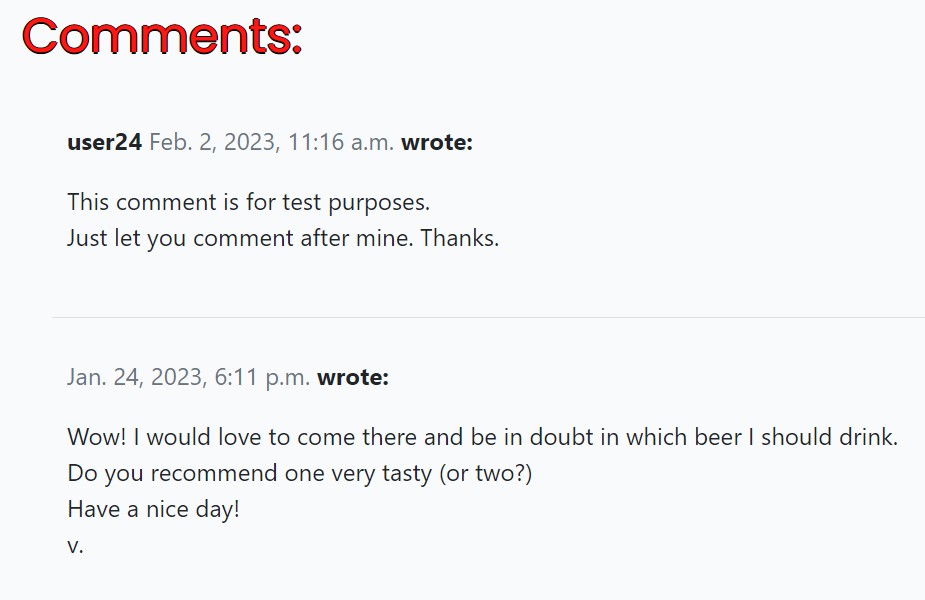 Comments:
user24 Feb. 2, 2023, 11:16 a.m. wrote:
This comment is for test purposes.
Just let you comment after mine. Thanks.
Jan. 24, 2023, 6:11 p.m. wrote:
Wow! I would love to come there and be in doubt in which beer I should drink.
Do you recommend one very tasty (or two?)
Have a nice day!
v.